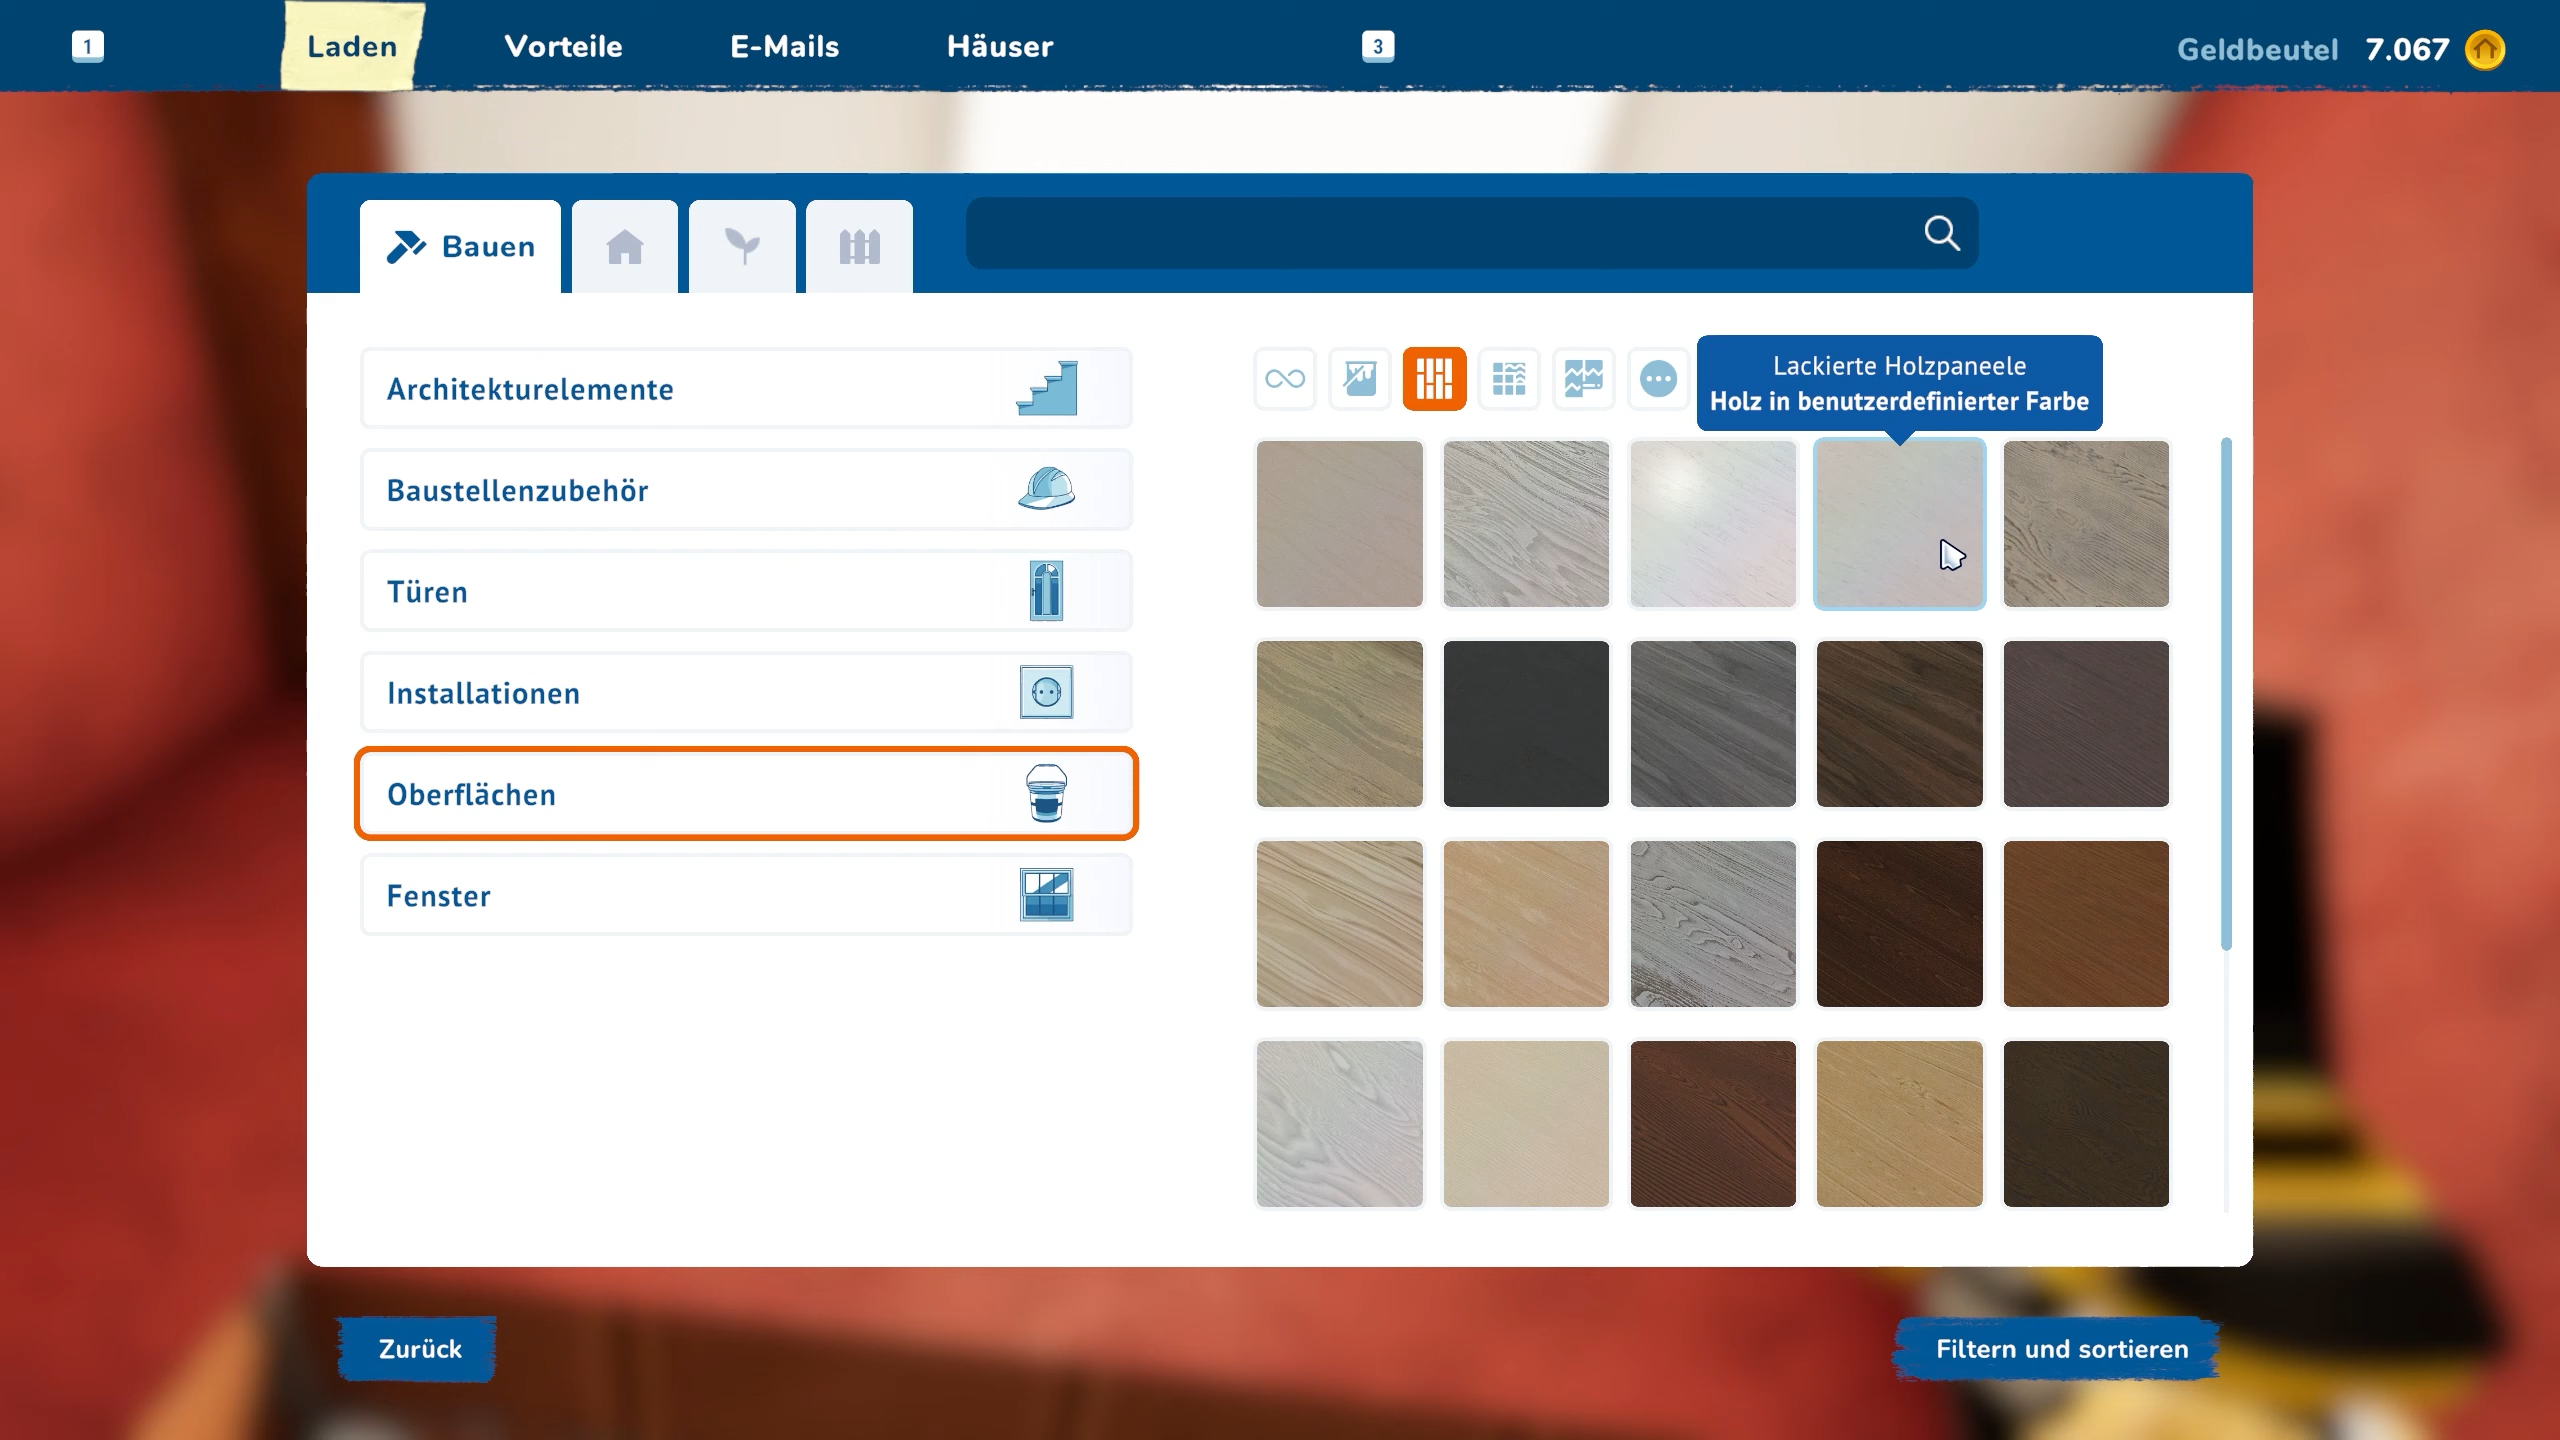 1
Laden
Vorteile
E-Mails
Häuser
3
Geldbeutel 7.067
Bauen
Architekturelemente
Baustellenzubehör
Türen
Installationen
Oberflächen
Fenster
Lackierte Holzpaneele
Holz in benutzerdefinierter Farbe
Zurück
Filtern und sortieren